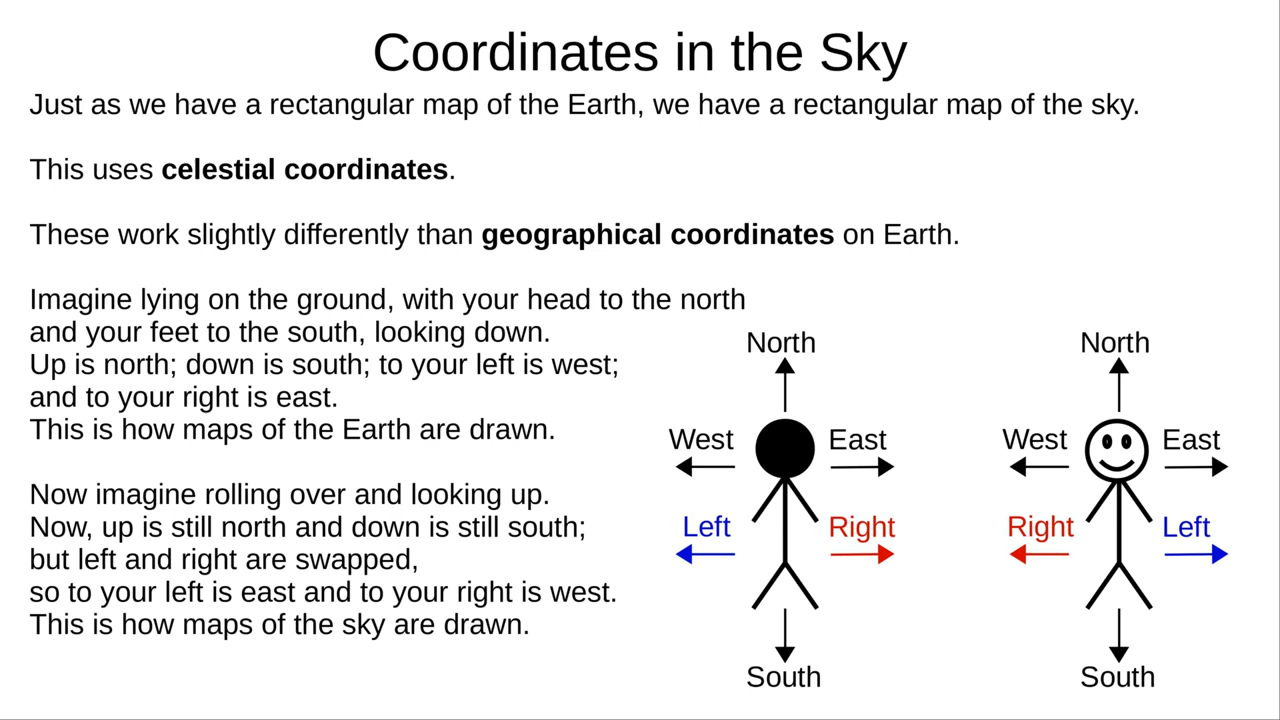 Coordinates in the Sky
Just as we have a rectangular map of the Earth, we have a rectangular map of the sky.
This uses celestial coordinates.
These work slightly differently than geographical coordinates on Earth.
Imagine lying on the ground, with your head to the north
and your feet to the south, looking down.
Up is north; down is south; to your left is west;
and to your right is east.
This is how maps of the Earth are drawn.
Now imagine rolling over and looking up.
Now, up is still north and down is still south;
but left and right are swapped,
so to your left is east and to your right is west.
This is how maps of the sky are drawn.
North
West East
Left Right
South
North
West East
Right Left
South